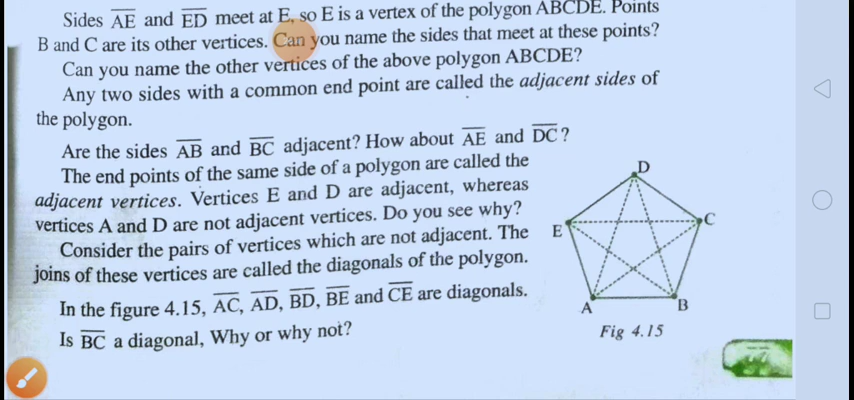 Sides AE and ED meet at E, so E is a vertex of the polygon ABCDE. Points
B and C are its other vertices. Can you name the sides that meet at these points?
Can you name the other vertices of the above polygon ABCDE?
Any two sides with a common end point are called the adjacent sides of
the polygon.
Are the sides AB and BC adjacent? How about AE and DC?
The end points of the same side of a polygon are called the
adjacent vertices. Vertices E and D are adjacent, whereas
vertices A and D are not adjacent vertices. Do you see why?
Consider the pairs of vertices which are not adjacent. The
joins of these vertices are called the diagonals of the polygon.
In the figure 4.15, AC, AD, BD, BE and CE are diagonals.
Is BC a diagonal, Why or why not?
D
C
E
A
B
Fig 4.15